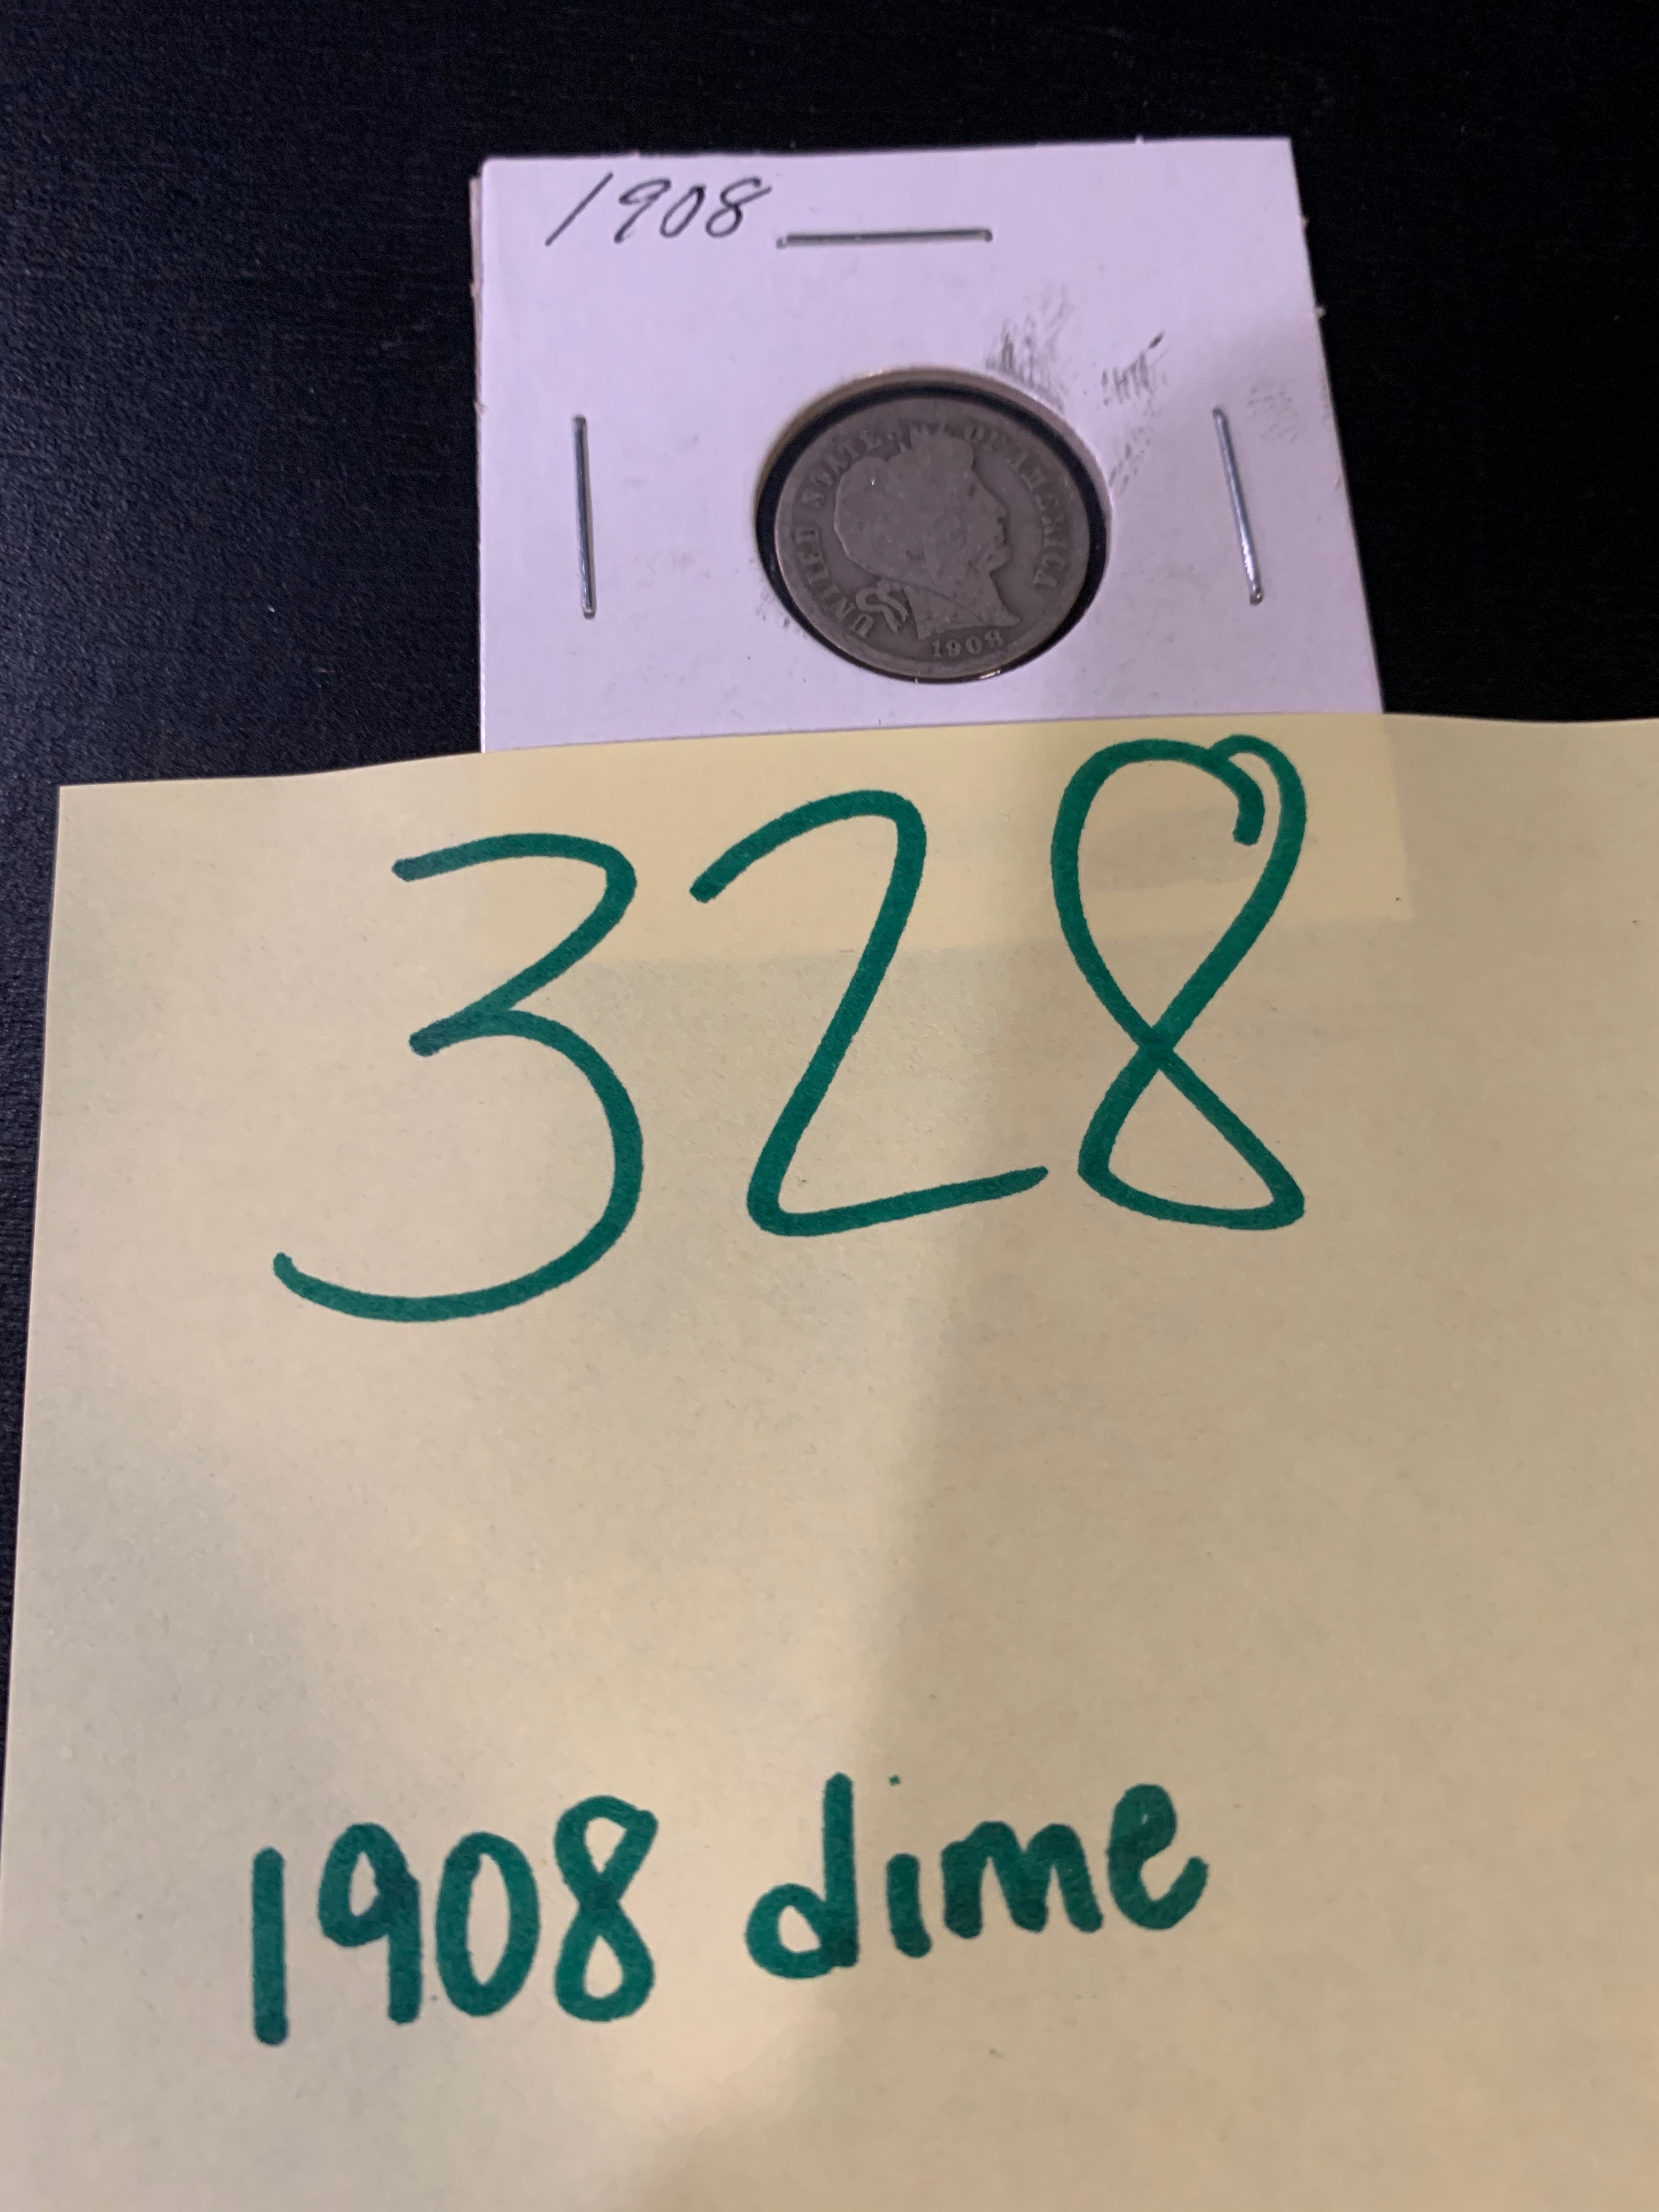 1908
UNITED STATES OF AMERICA
1908
328
1908 dime